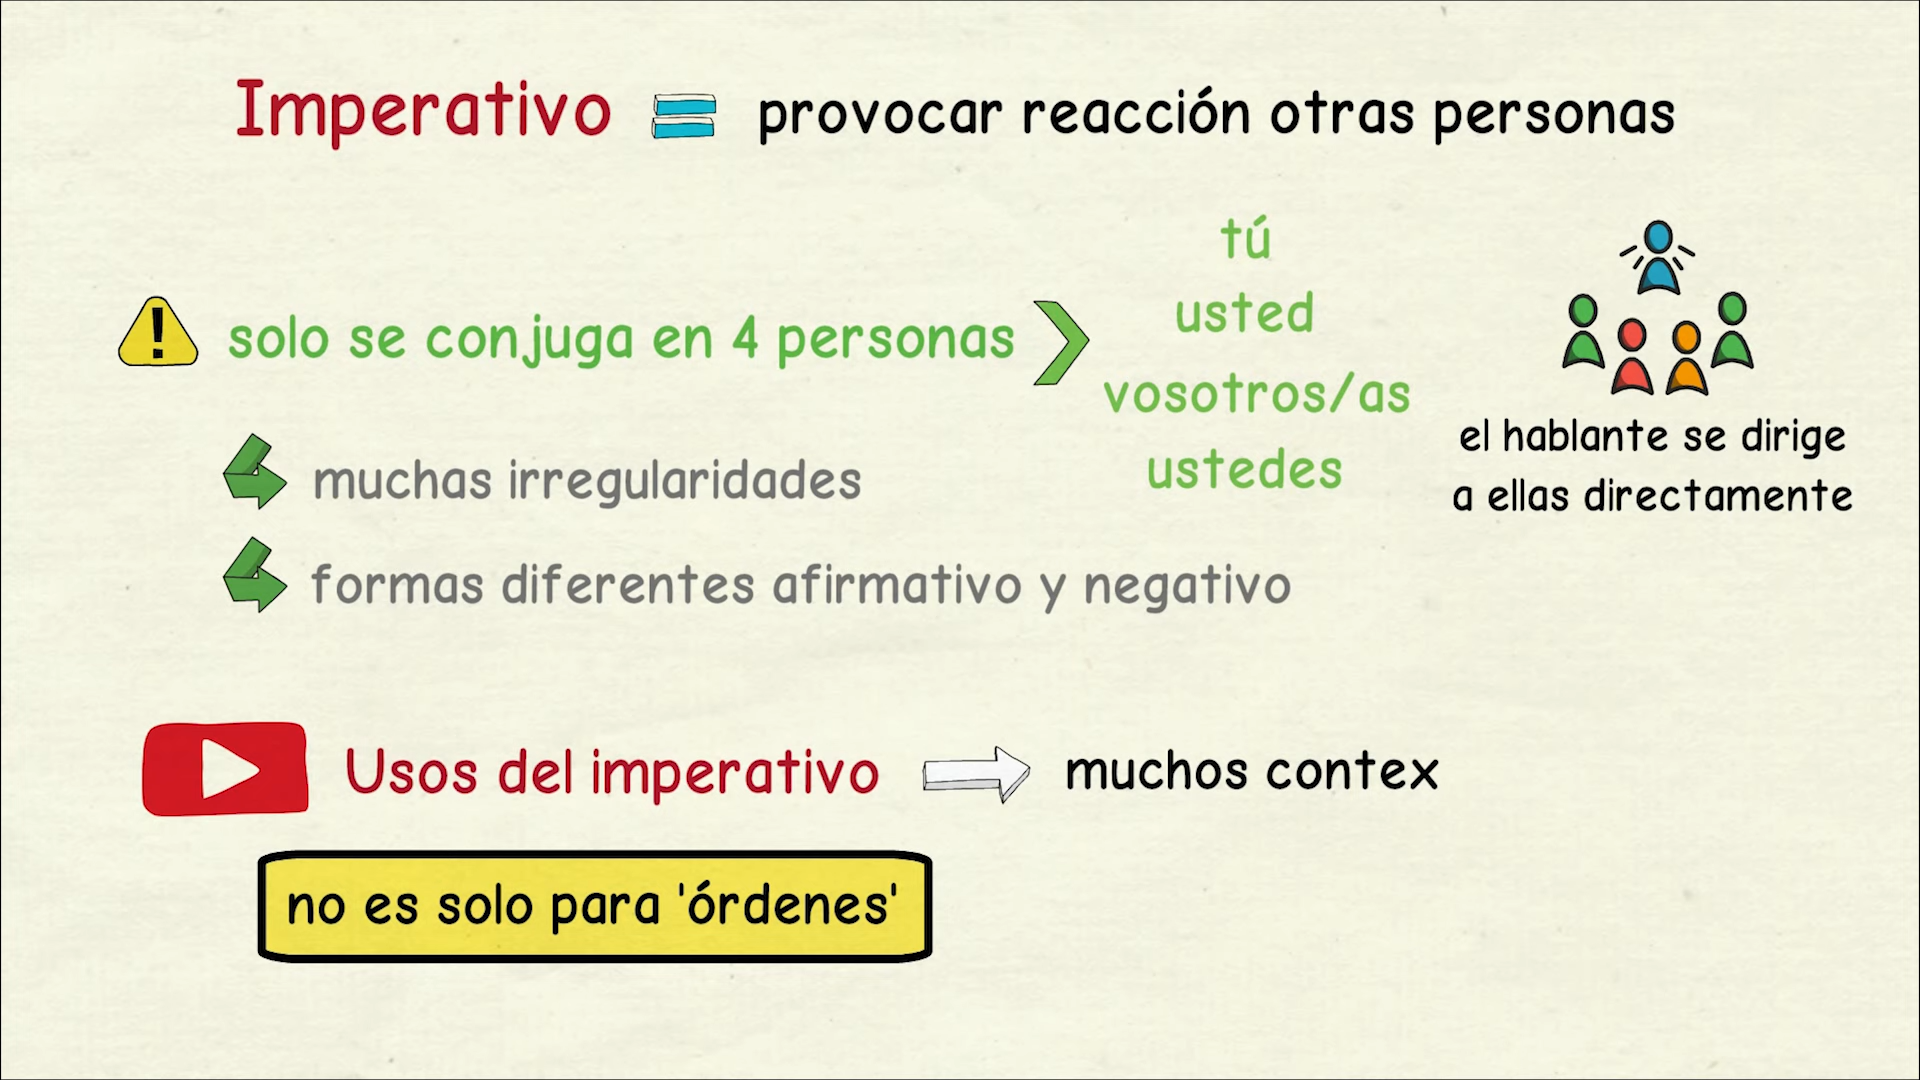 Imperativo = provocar reacción otras personas
tú
usted
! solo se conjuga en 4 personas
vosotros/as
ustedes
el hablante se dirige
a ellas directamente
muchas irregularidades
formas diferentes afirmativo y negativo
Usos del imperativo muchos contex
no es solo para 'órdenes'